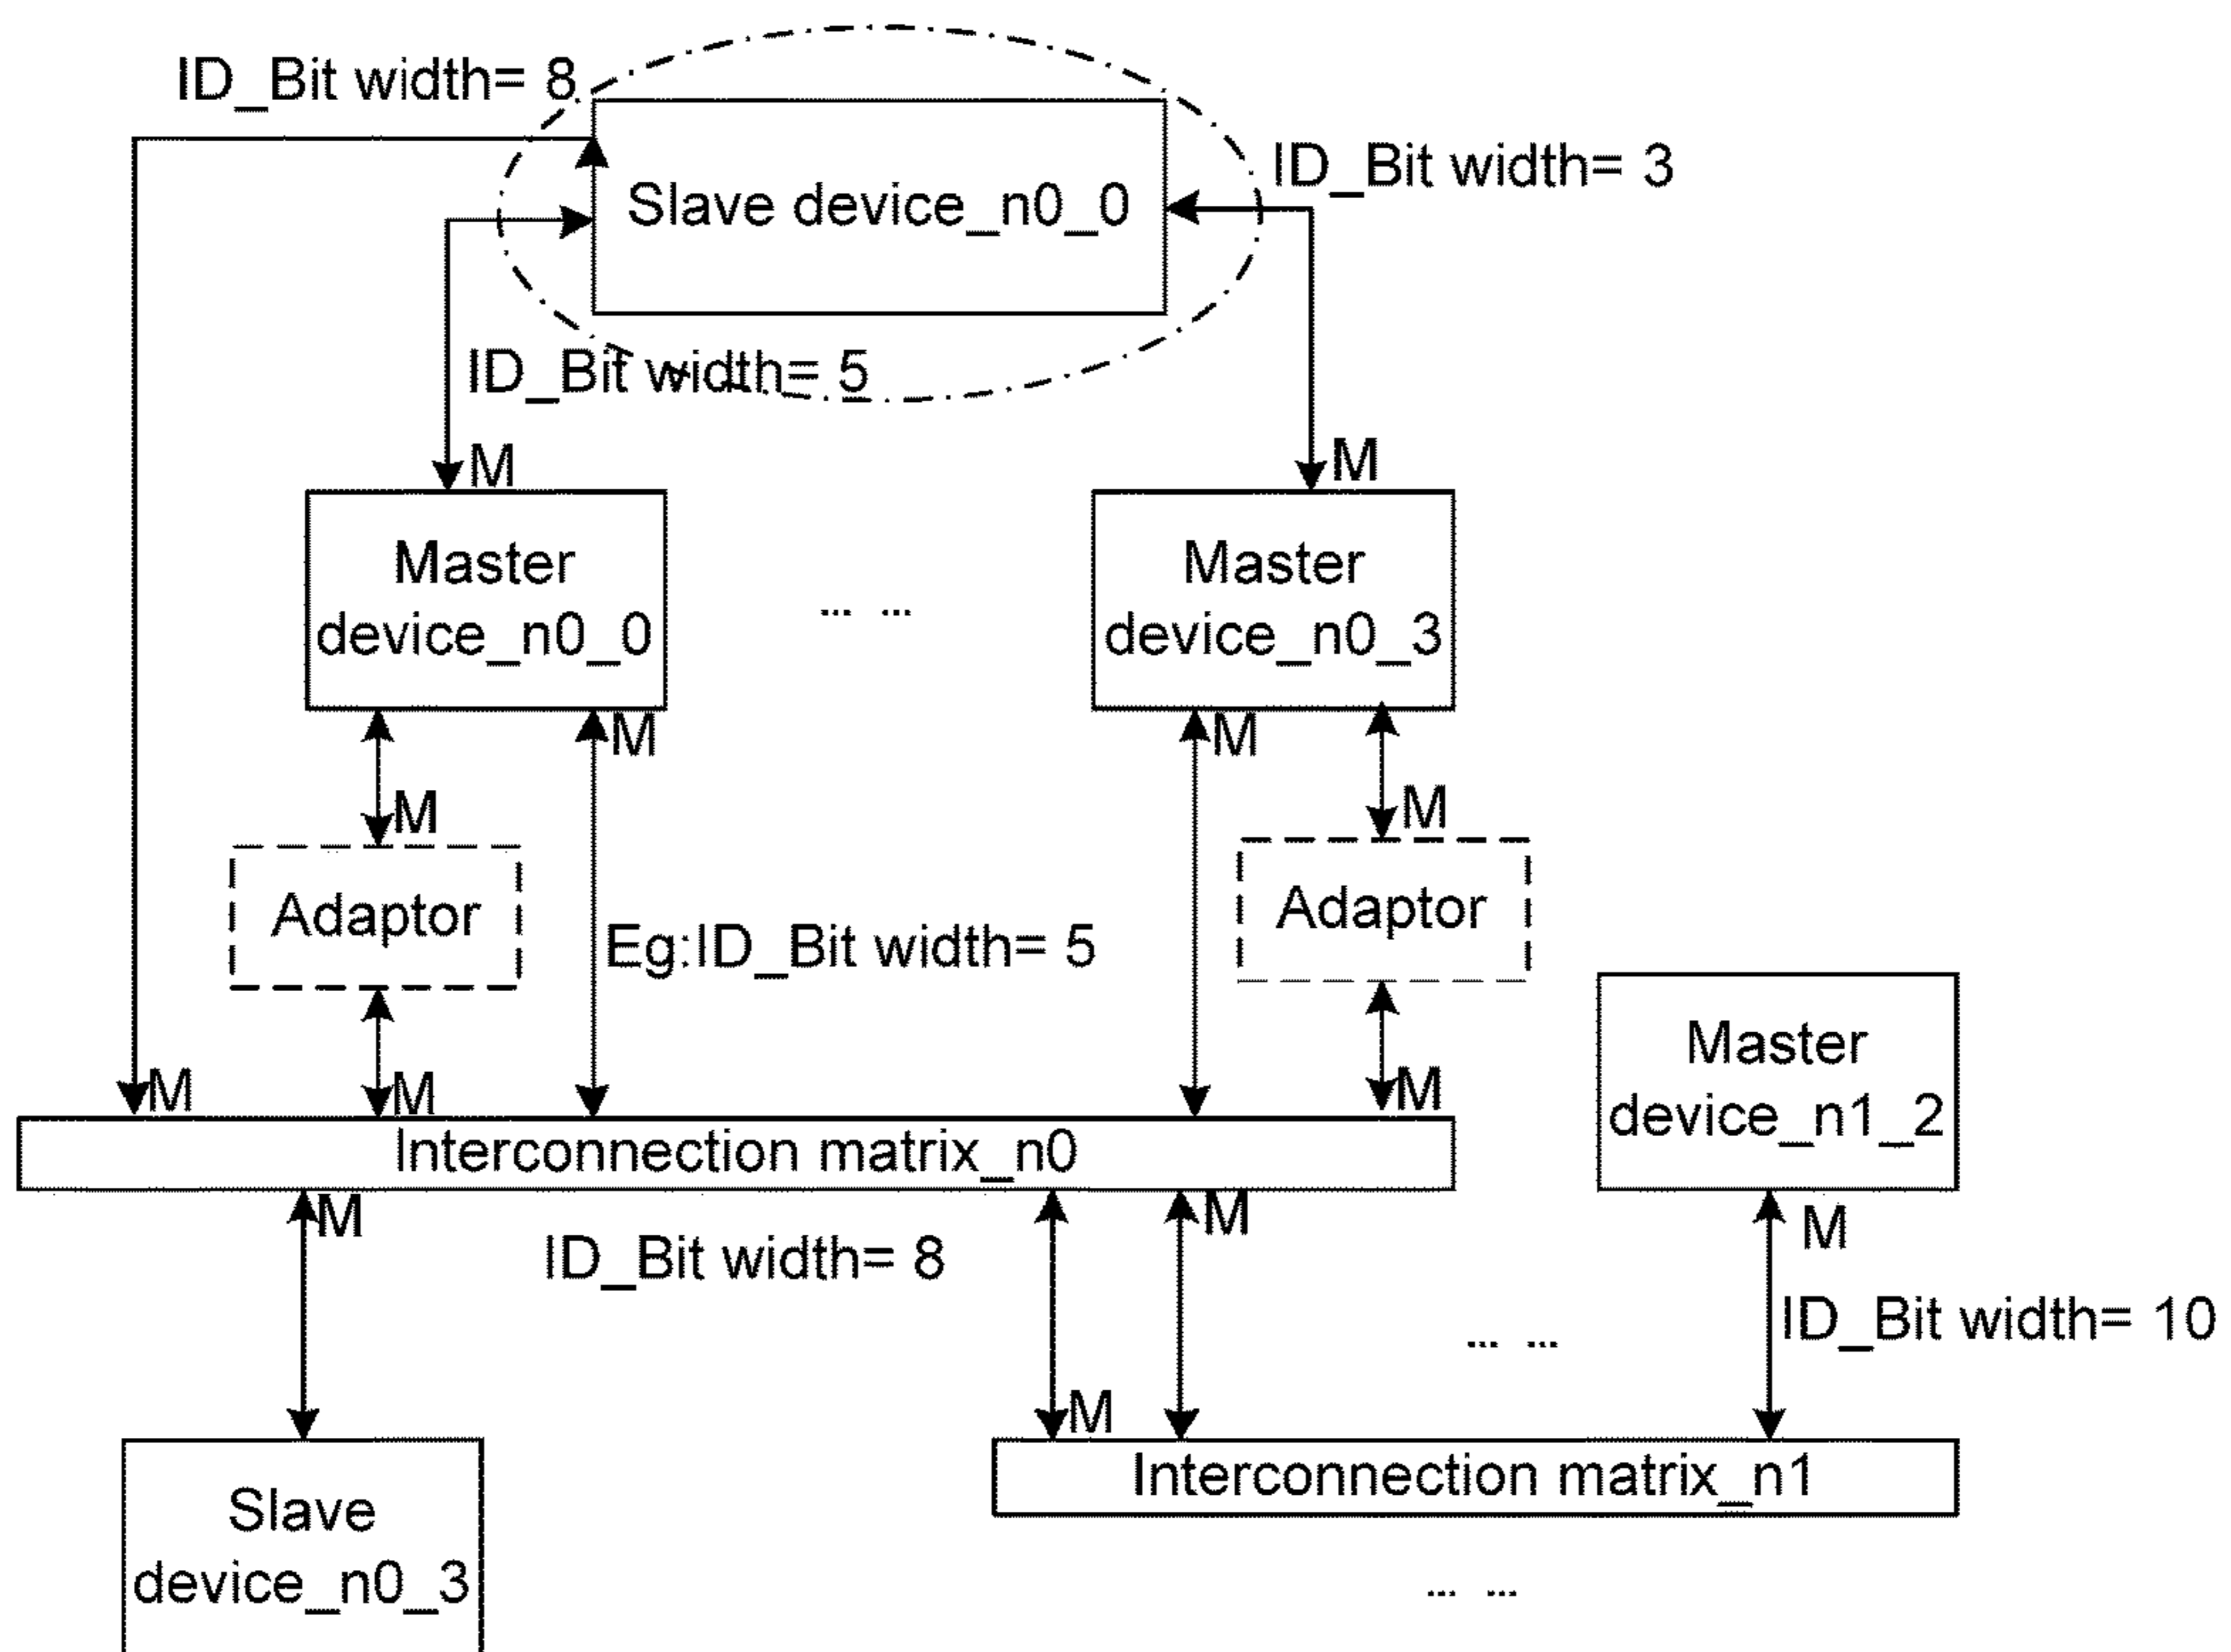 ID_Bit width= 8
ID_Bit width= 3
Slave device_n0_0
ID_Bit width= 5
M
M
Master
device_n0_0
... ...
Master
device_n0_3
M
M
M
M
Adaptor
Adaptor
Eg:ID_Bit width= 5
Master
device_n1_2
M
M
M
Interconnection matrix_n0
M
M
M
ID_Bit width= 8
ID_Bit width= 10
... ...
M
Interconnection matrix_n1
Slave
device_n0_3
... ...